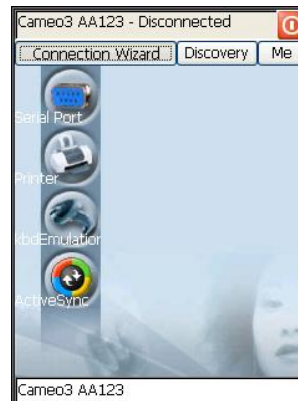 Cameo3 AA123 - Disconnected
Connection Wizard Discovery Me
Serial Port
Printer
kbdEmulation
ActiveSync
Cameo3 AA123